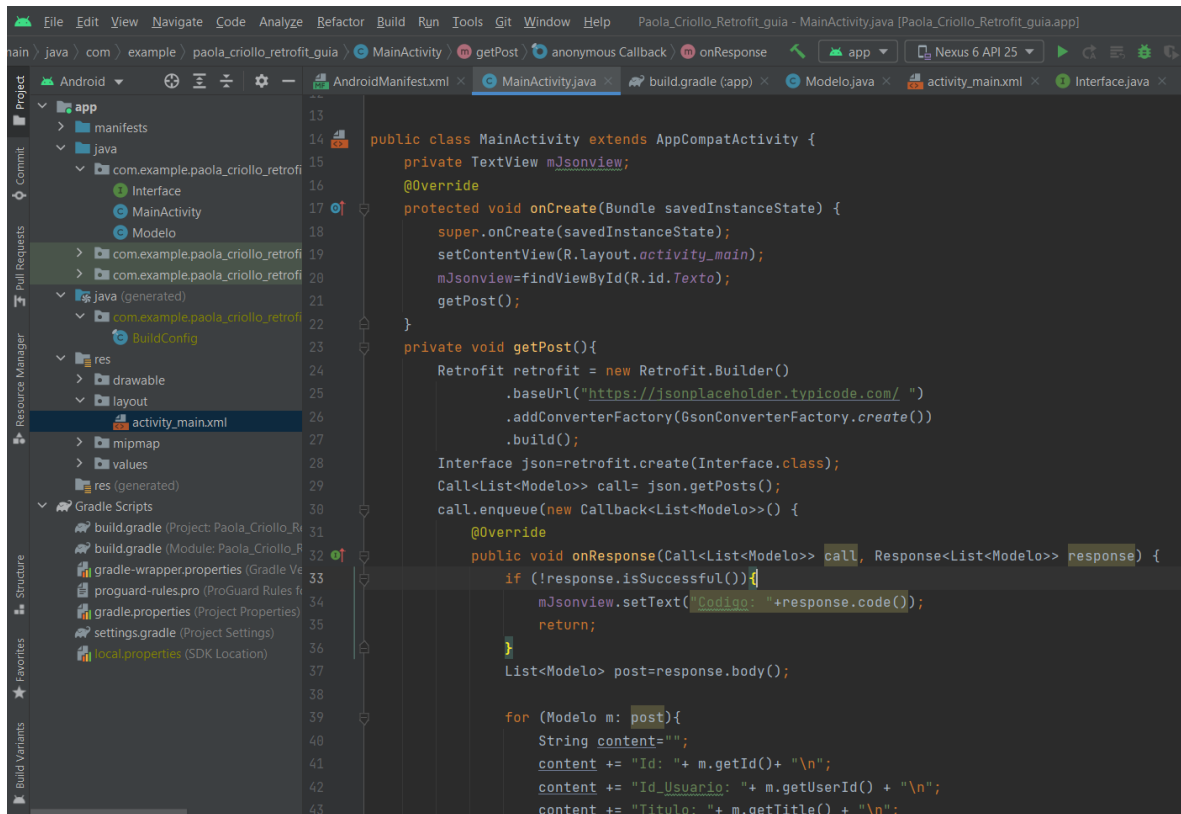 File Edit View Navigate Code Analyze Refactor Build Run Tools Git Window Help Paola_Criollo_Retrofit_guia - MainActivity.java [Paola_Criollo_Retrofit_guia.app]
main java com example paola_criollo_retrofit_guia MainActivity getPost anonymous Callback onResponse app Nexus 6 API 25
Android AndroidManifest.xml MainActivity.java build.gradle (:app) Modelo.java activity_main.xml Interface.java
Project
Commit
Pull Requests
Resource Manager
Structure
Favorites
Build Variants
app
manifests
java
com.example.paola_criollo_retrofi
Interface
MainActivity
Modelo
com.example.paola_criollo_retrofi
com.example.paola_criollo_retrofi
java (generated)
com.example.paola_criollo_retrofi
BuildConfig
res
drawable
layout
activity_main.xml
mipmap
values
res (generated)
Gradle Scripts
build.gradle (Project: Paola_Criollo_R
build.gradle (Module: Paola_Criollo_R
gradle-wrapper.properties (Gradle Ve
proguard-rules.pro (ProGuard Rules f
gradle.properties (Project Properties)
settings.gradle (Project Settings)
local.properties (SDK Location)
12
13
14 public class MainActivity extends AppCompatActivity {
15 private TextView mJsonview;
16 @Override
17 protected void onCreate(Bundle savedInstanceState) {
18 super.onCreate(savedInstanceState);
19 setContentView(R.layout.activity_main);
20 mJsonview=findViewById(R.id.Texto);
21 getPost();
22 }
23 private void getPost(){
24 Retrofit retrofit = new Retrofit.Builder()
25 .baseUrl("https://jsonplaceholder.typicode.com/ ")
26 .addConverterFactory(GsonConverterFactory.create())
27 .build();
28 Interface json=retrofit.create(Interface.class);
29 Call<List<Modelo>> call= json.getPosts();
30 call.enqueue(new Callback<List<Modelo>>() {
31 @Override
32 public void onResponse(Call<List<Modelo>> call, Response<List<Modelo>> response) {
33 if (!response.isSuccessful()){
34 mJsonview.setText("Codigo: "+response.code());
35 return;
36 }
37 List<Modelo> post=response.body();
38
39 for (Modelo m: post){
40 String content="";
41 content += "Id: "+ m.getId()+ "\n";
42 content += "Id_Usuario: "+ m.getUserId() + "\n";
43 content += "Titulo: "+ m.getTitle() + "\n";